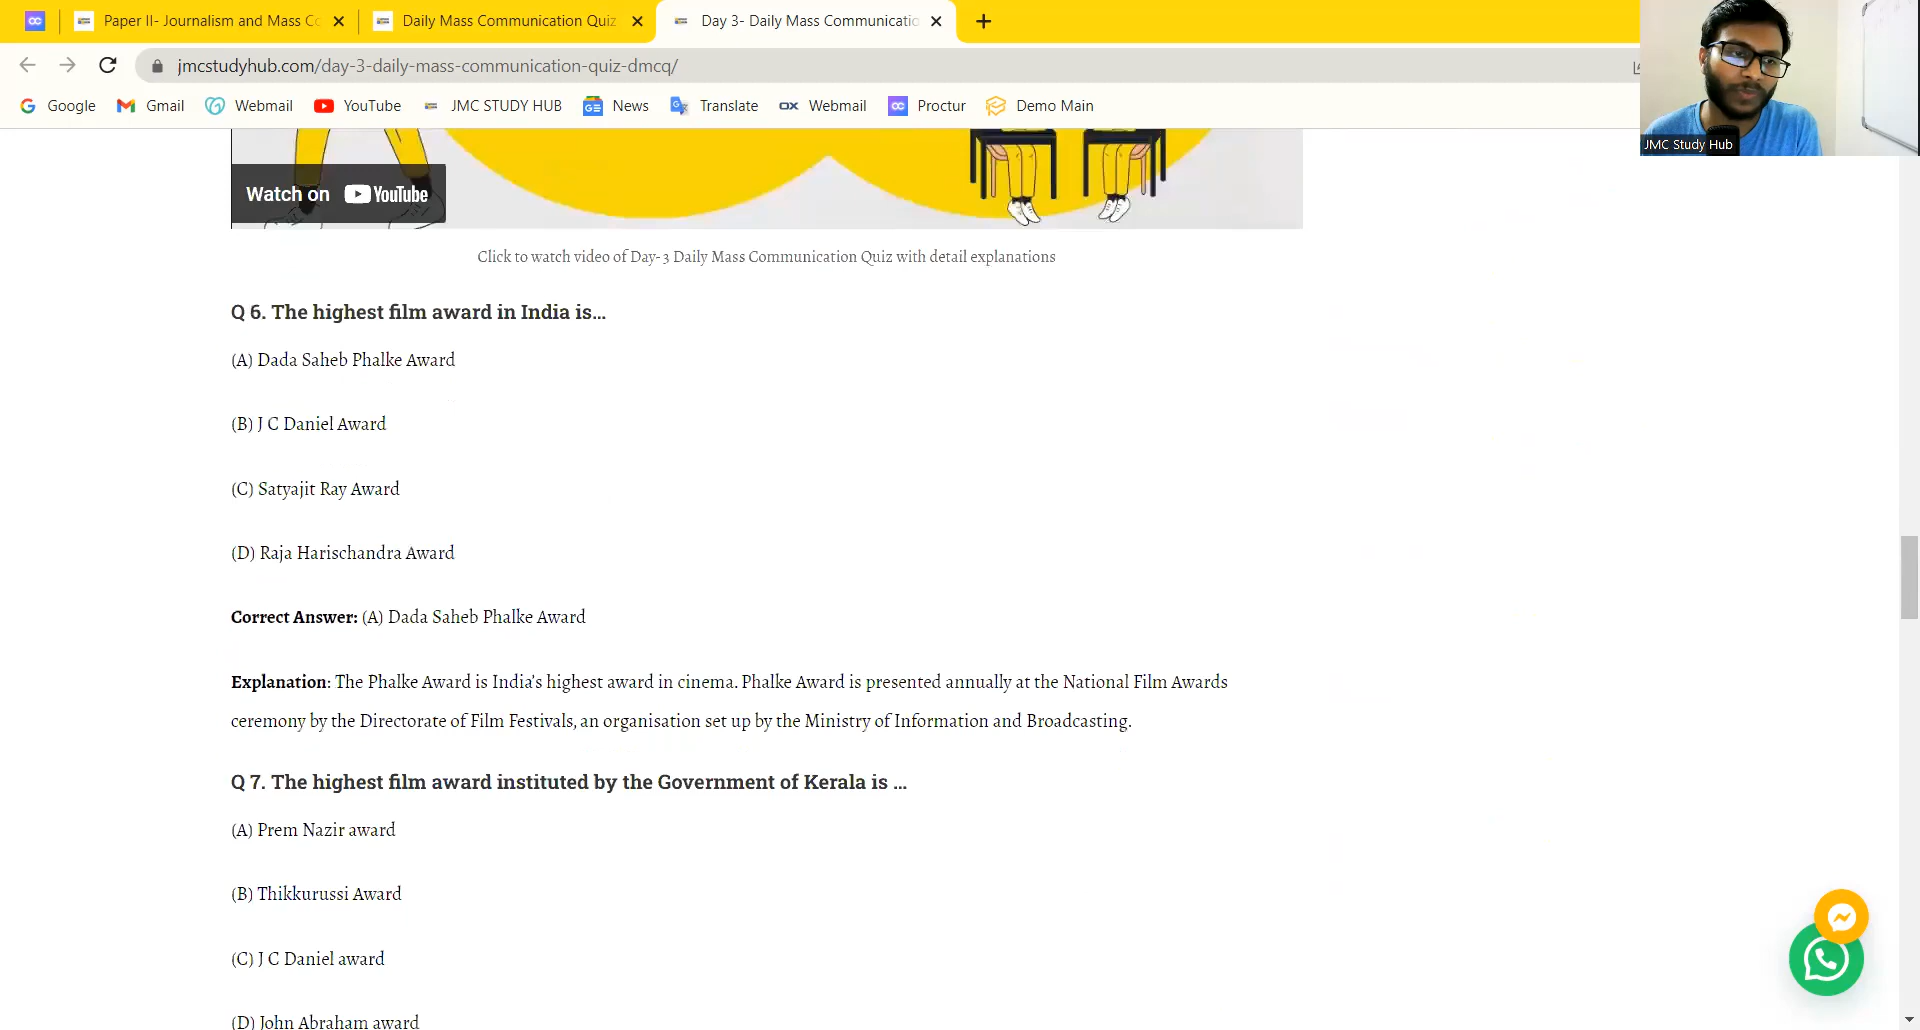 Paper II- Journalism and Mass Co
Daily Mass Communication Quiz
Day 3- Daily Mass Communicatio
jmcstudyhub.com/day-3-daily-mass-communication-quiz-dmcq/
Google
Gmail
Webmail
YouTube
JMC STUDY HUB
News
Translate
Webmail
Proctur
Demo Main
JMC Study Hub
Watch on YouTube
Click to watch video of Day-3 Daily Mass Communication Quiz with detail explanations
Q 6. The highest film award in India is…
(A) Dada Saheb Phalke Award
(B) J C Daniel Award
(C) Satyajit Ray Award
(D) Raja Harischandra Award
Correct Answer: (A) Dada Saheb Phalke Award
Explanation: The Phalke Award is India's highest award in cinema. Phalke Award is presented annually at the National Film Awards
ceremony by the Directorate of Film Festivals, an organisation set up by the Ministry of Information and Broadcasting.
Q 7. The highest film award instituted by the Government of Kerala is …
(A) Prem Nazir award
(B) Thikkurussi Award
(C) J C Daniel award
(D) John Abraham award